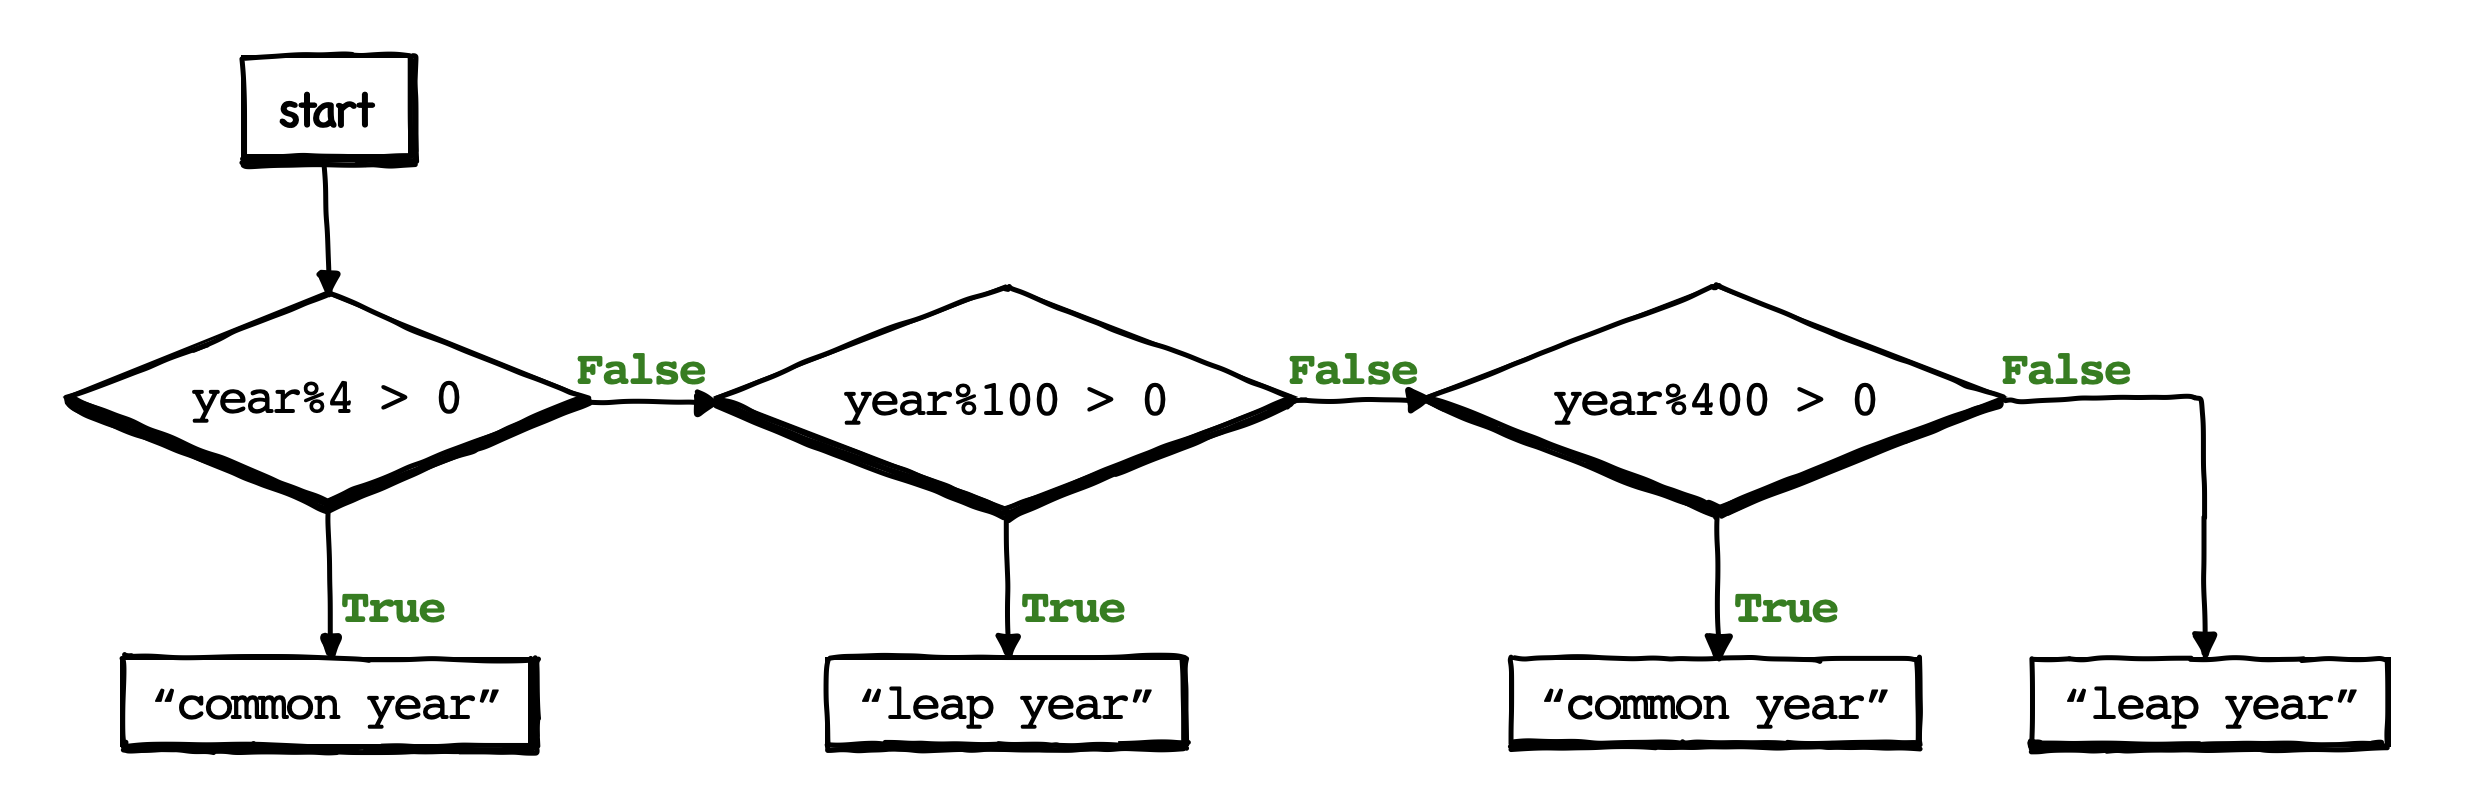 start
year%4 > 0
False
year%100 > 0
False
year%400 > 0
False
True
True
True
“common year”
“leap year”
“common year”
“leap year”